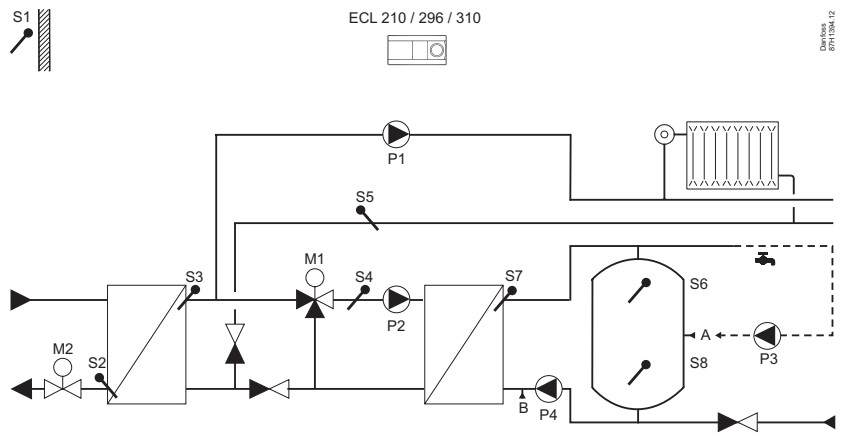 S1
ECL 210 / 296 / 310
Danfoss
87H1394.12
P1
S5
S3
M1
S4
S7
S6
P2
A
P3
M2
S2
S8
B
P4